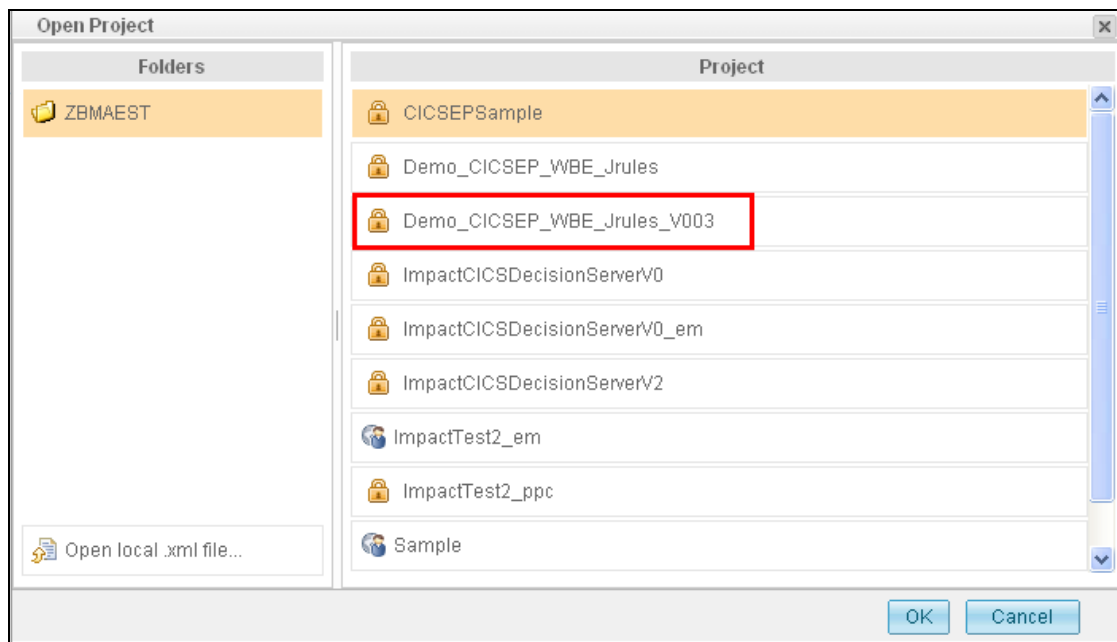 Open Project
Folders
Project
ZBMAEST
CICSEPSample
Demo_CICSEP_WBE_Jrules
Demo_CICSEP_WBE_Jrules_V003
ImpactCICSDecisionServerV0
ImpactCICSDecisionServerV0_em
ImpactCICSDecisionServerV2
ImpactTest2_em
ImpactTest2_ppc
Open local .xml file...
Sample
OK
Cancel